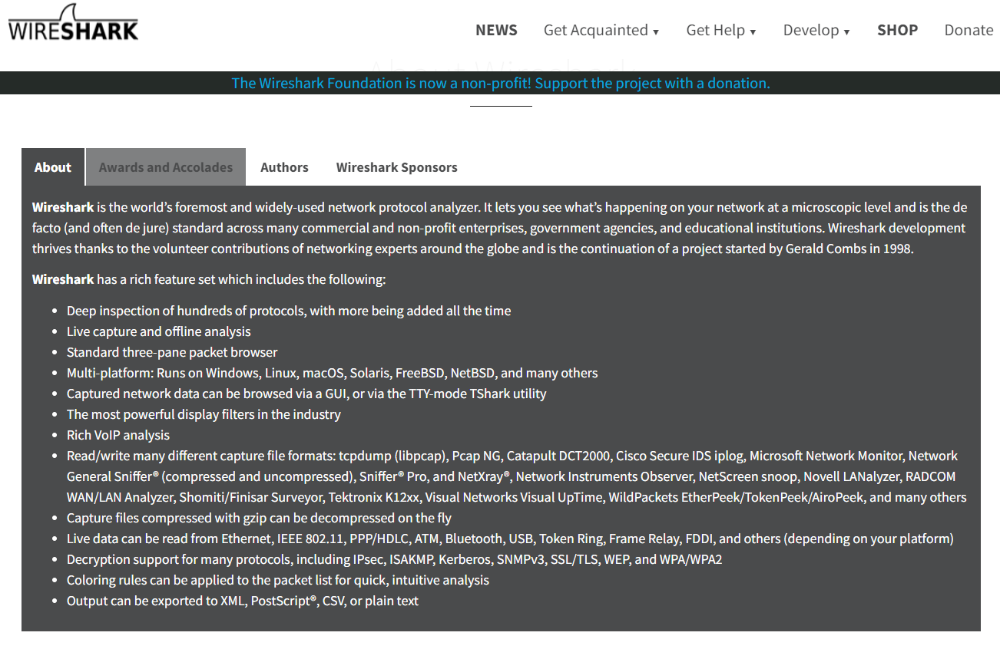 WIRESHARK
NEWS Get Acquainted ▼ Get Help ▼ Develop ▼ SHOP Donate
About Wireshark
The Wireshark Foundation is now a non-profit! Support the project with a donation.
About Awards and Accolades Authors Wireshark Sponsors
Wireshark is the world’s foremost and widely-used network protocol analyzer. It lets you see what’s happening on your network at a microscopic level and is the de
facto (and often de jure) standard across many commercial and non-profit enterprises, government agencies, and educational institutions. Wireshark development
thrives thanks to the volunteer contributions of networking experts around the globe and is the continuation of a project started by Gerald Combs in 1998.
Wireshark has a rich feature set which includes the following:
• Deep inspection of hundreds of protocols, with more being added all the time
• Live capture and offline analysis
• Standard three-pane packet browser
• Multi-platform: Runs on Windows, Linux, macOS, Solaris, FreeBSD, NetBSD, and many others
• Captured network data can be browsed via a GUI, or via the TTY-mode TShark utility
• The most powerful display filters in the industry
• Rich VoIP analysis
• Read/write many different capture file formats: tcpdump (libpcap), Pcap NG, Catapult DCT2000, Cisco Secure IDS iplog, Microsoft Network Monitor, Network
General Sniffer® (compressed and uncompressed), Sniffer® Pro, and NetXray®, Network Instruments Observer, NetScreen snoop, Novell LANalyzer, RADCOM
WAN/LAN Analyzer, Shomiti/Finisar Surveyor, Tektronix K12xx, Visual Networks Visual UpTime, WildPackets EtherPeek/TokenPeek/AiroPeek, and many others
• Capture files compressed with gzip can be decompressed on the fly
• Live data can be read from Ethernet, IEEE 802.11, PPP/HDLC, ATM, Bluetooth, USB, Token Ring, Frame Relay, FDDI, and others (depending on your platform)
• Decryption support for many protocols, including IPsec, ISAKMP, Kerberos, SNMPv3, SSL/TLS, WEP, and WPA/WPA2
• Coloring rules can be applied to the packet list for quick, intuitive analysis
• Output can be exported to XML, PostScript®, CSV, or plain text